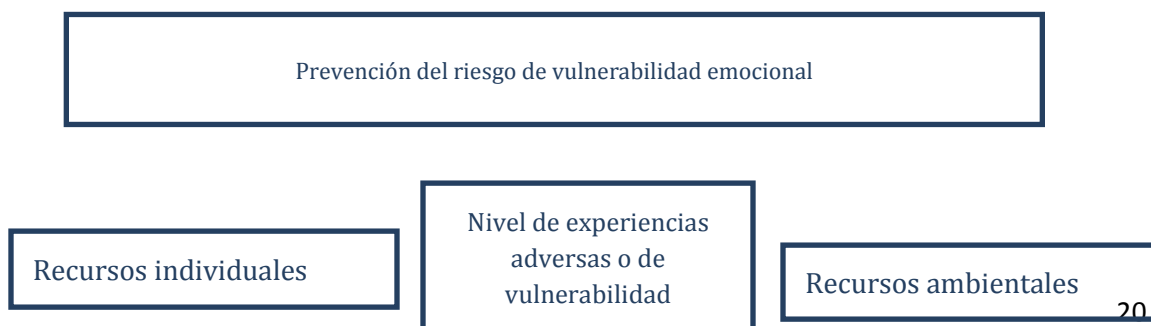 Prevención del riesgo de vulnerabilidad emocional
Recursos individuales
Nivel de experiencias
adversas o de
vulnerabilidad
Recursos ambientales
20